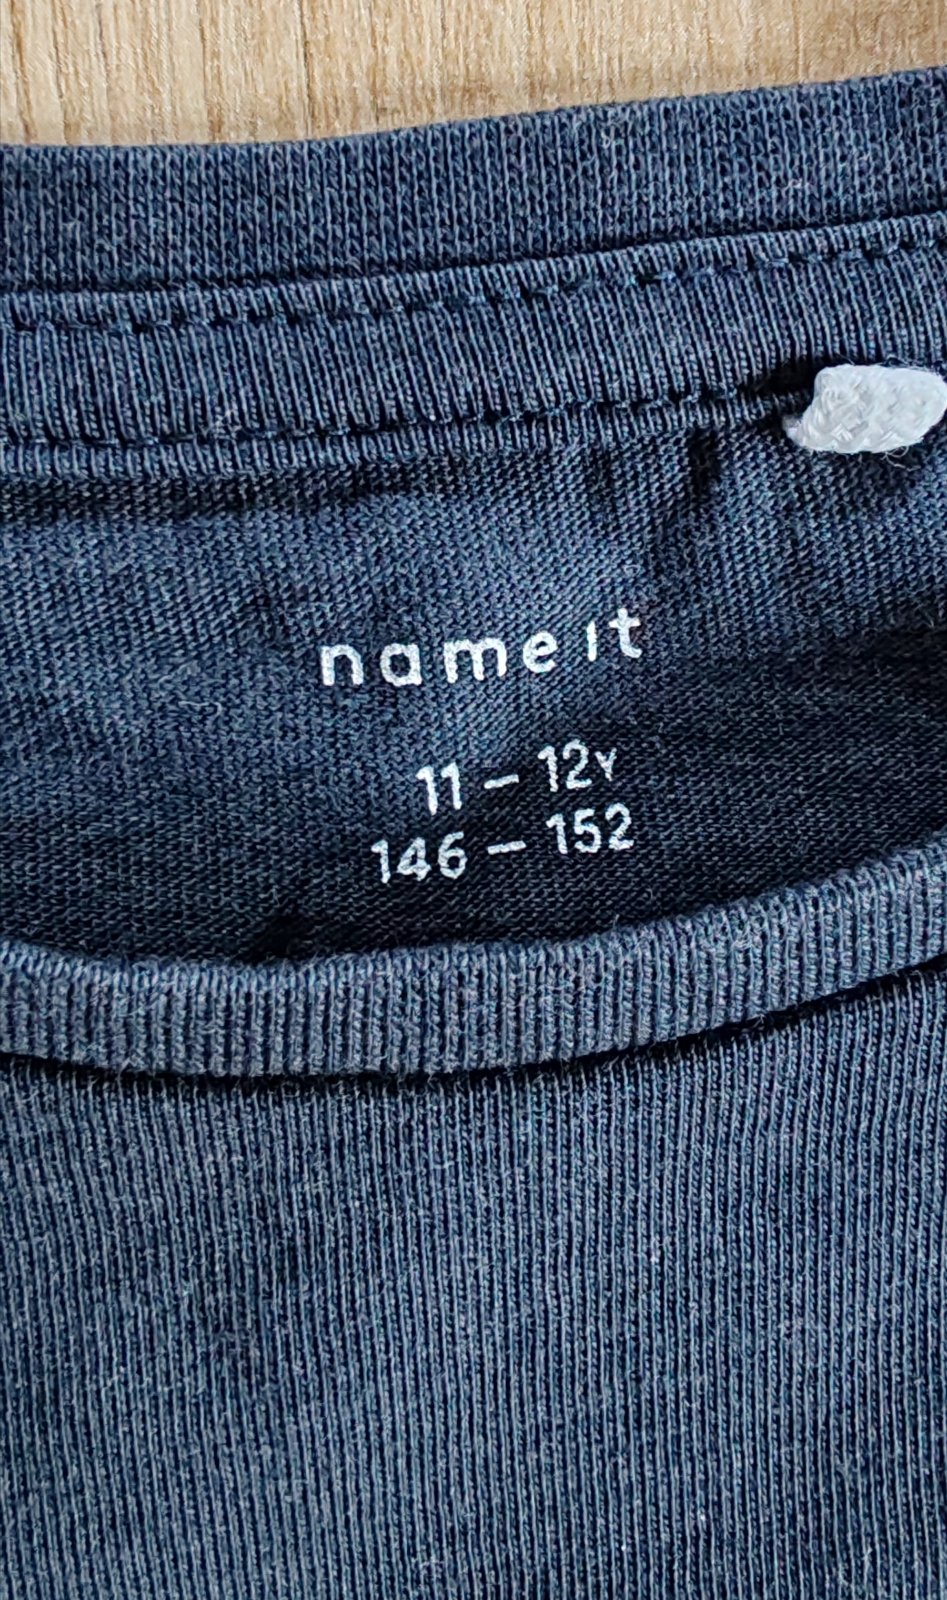 name it
11 – 12Y
146 – 152